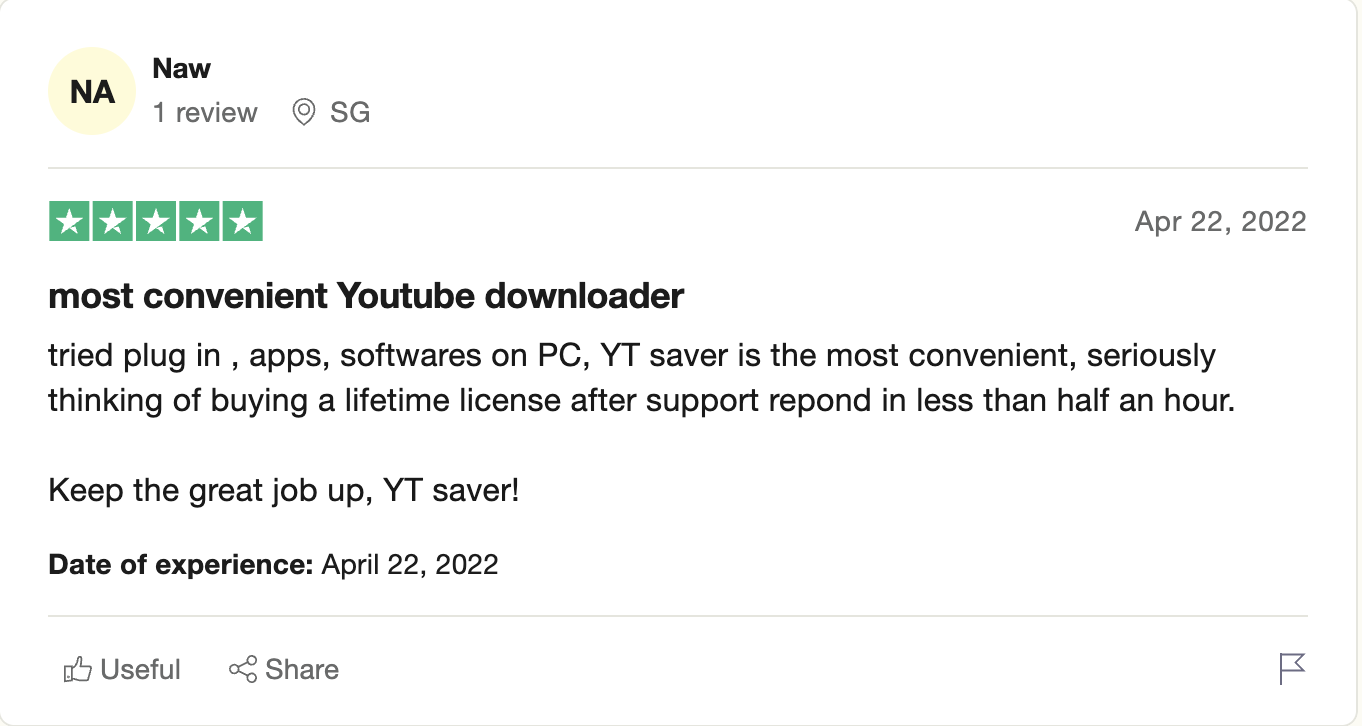 NA
Naw
1 review SG
Apr 22, 2022
most convenient Youtube downloader
tried plug in , apps, softwares on PC, YT saver is the most convenient, seriously
thinking of buying a lifetime license after support repond in less than half an hour.
Keep the great job up, YT saver!
Date of experience: April 22, 2022
Useful Share